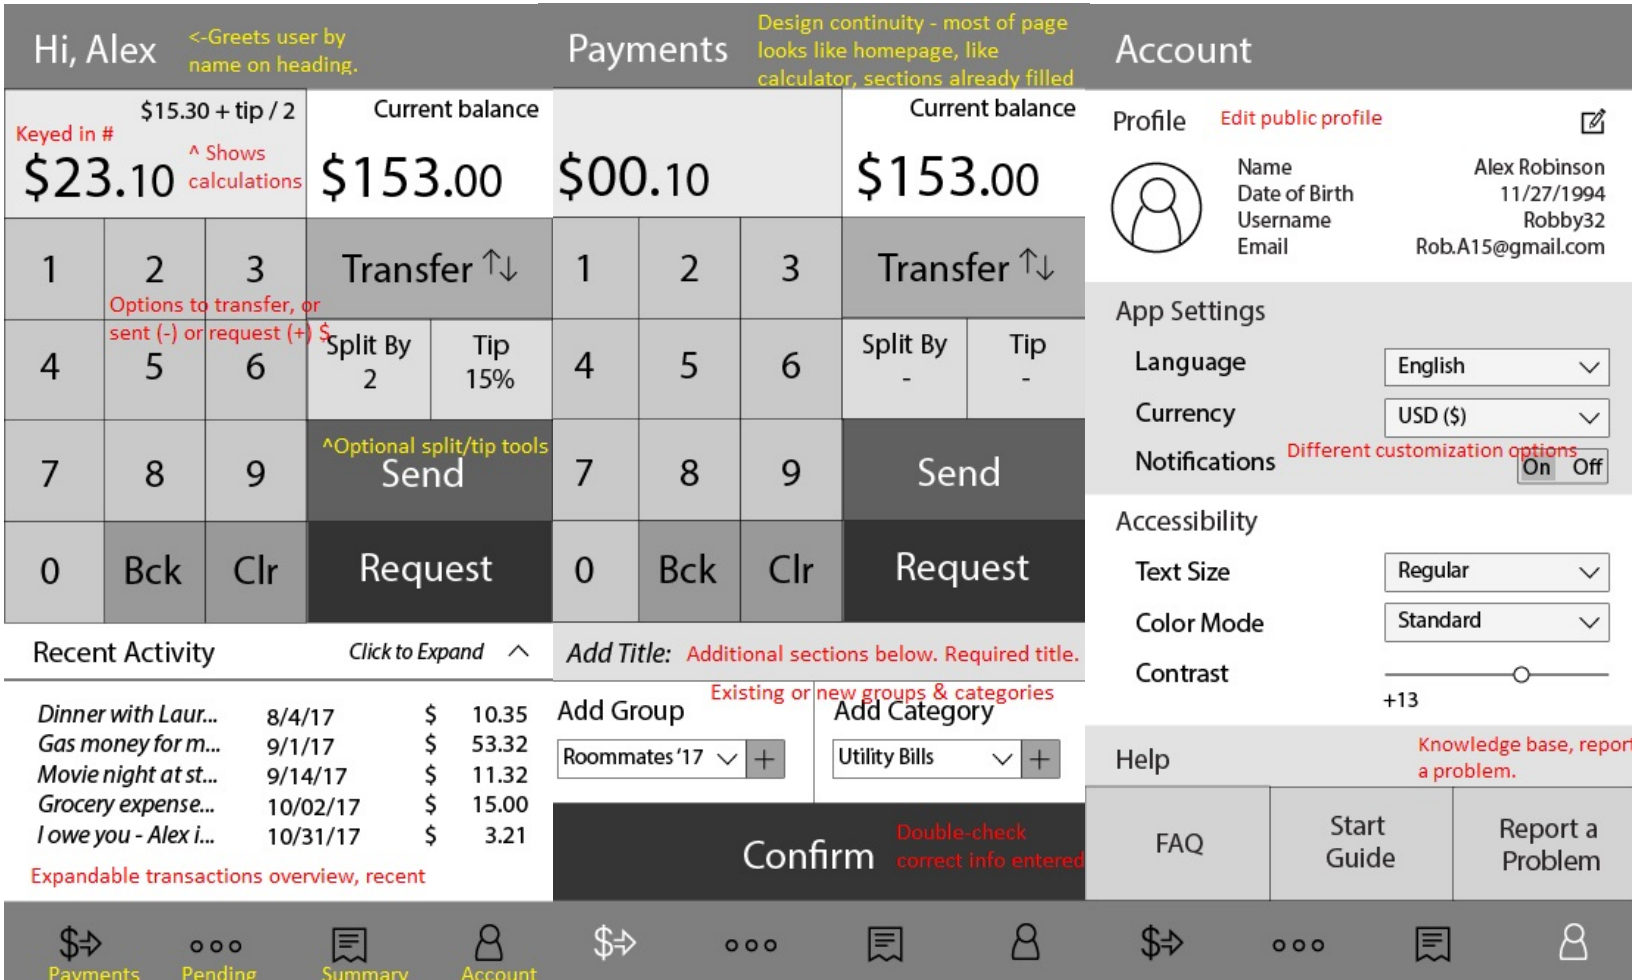 Hi, Alex
<-Greets user by
name on heading.
$15.30 + tip / 2
Keyed in #
^ Shows
calculations
$23.10
Current balance
$153.00
1 2 3
Transfer ↑↓
Options to transfer, or
sent (-) or request (+) $
4 5 6
Split By
2
Tip
15%
^Optional split/tip tools
7 8 9
Send
0 Bck Clr
Request
Recent Activity
Click to Expand
Dinner with Laur... 8/4/17 $ 10.35
Gas money for m... 9/1/17 $ 53.32
Movie night at st... 9/14/17 $ 11.32
Grocery expense... 10/02/17 $ 15.00
I owe you - Alex i... 10/31/17 $ 3.21
Expandable transactions overview, recent
Payments Pending Summary Account
Payments
Design continuity - most of page
looks like homepage, like
calculator, sections already filled
$00.10
Current balance
$153.00
1 2 3
Transfer ↑↓
4 5 6
Split By
-
Tip
-
7 8 9
Send
0 Bck Clr
Request
Add Title:
Additional sections below. Required title.
Existing or new groups & categories
Add Group
Add Category
Roommates '17 +
Utility Bills +
Confirm
Double-check
correct info entered
Account
Profile
Edit public profile
Name Alex Robinson
Date of Birth 11/27/1994
Username Robby32
Email Rob.A15@gmail.com
App Settings
Language English
Currency USD ($)
Different customization options
Notifications On Off
Accessibility
Text Size Regular
Color Mode Standard
Contrast
+13
Help
Knowledge base, report
a problem.
FAQ
Start
Guide
Report a
Problem